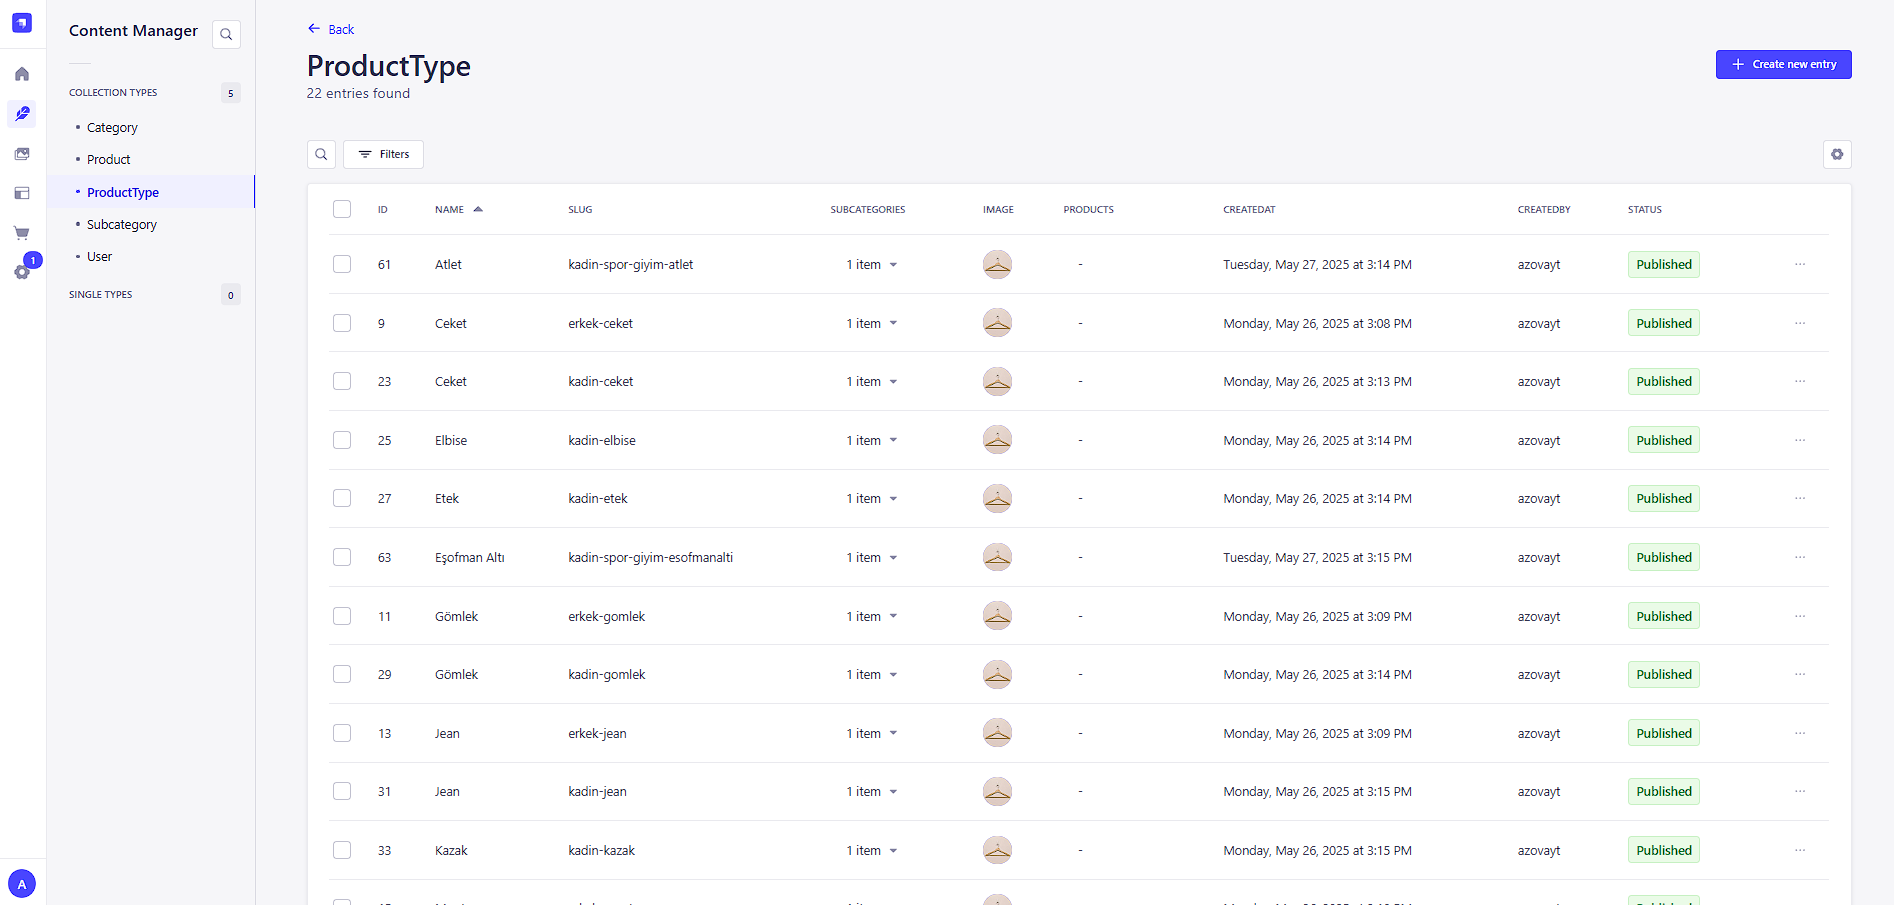 Content Manager
COLLECTION TYPES 5
Category
Product
ProductType
Subcategory
User
SINGLE TYPES 0
1
A
Back
ProductType
22 entries found
Create new entry
Filters
ID NAME SLUG SUBCATEGORIES IMAGE PRODUCTS CREATEDAT CREATEDBY STATUS
61 Atlet kadin-spor-giyim-atlet 1 item - Tuesday, May 27, 2025 at 3:14 PM azovayt Published
9 Ceket erkek-ceket 1 item - Monday, May 26, 2025 at 3:08 PM azovayt Published
23 Ceket kadin-ceket 1 item - Monday, May 26, 2025 at 3:13 PM azovayt Published
25 Elbise kadin-elbise 1 item - Monday, May 26, 2025 at 3:14 PM azovayt Published
27 Etek kadin-etek 1 item - Monday, May 26, 2025 at 3:14 PM azovayt Published
63 Eşofman Altı kadin-spor-giyim-esofmanalti 1 item - Tuesday, May 27, 2025 at 3:15 PM azovayt Published
11 Gömlek erkek-gomlek 1 item - Monday, May 26, 2025 at 3:09 PM azovayt Published
29 Gömlek kadin-gomlek 1 item - Monday, May 26, 2025 at 3:14 PM azovayt Published
13 Jean erkek-jean 1 item - Monday, May 26, 2025 at 3:09 PM azovayt Published
31 Jean kadin-jean 1 item - Monday, May 26, 2025 at 3:15 PM azovayt Published
33 Kazak kadin-kazak 1 item - Monday, May 26, 2025 at 3:15 PM azovayt Published